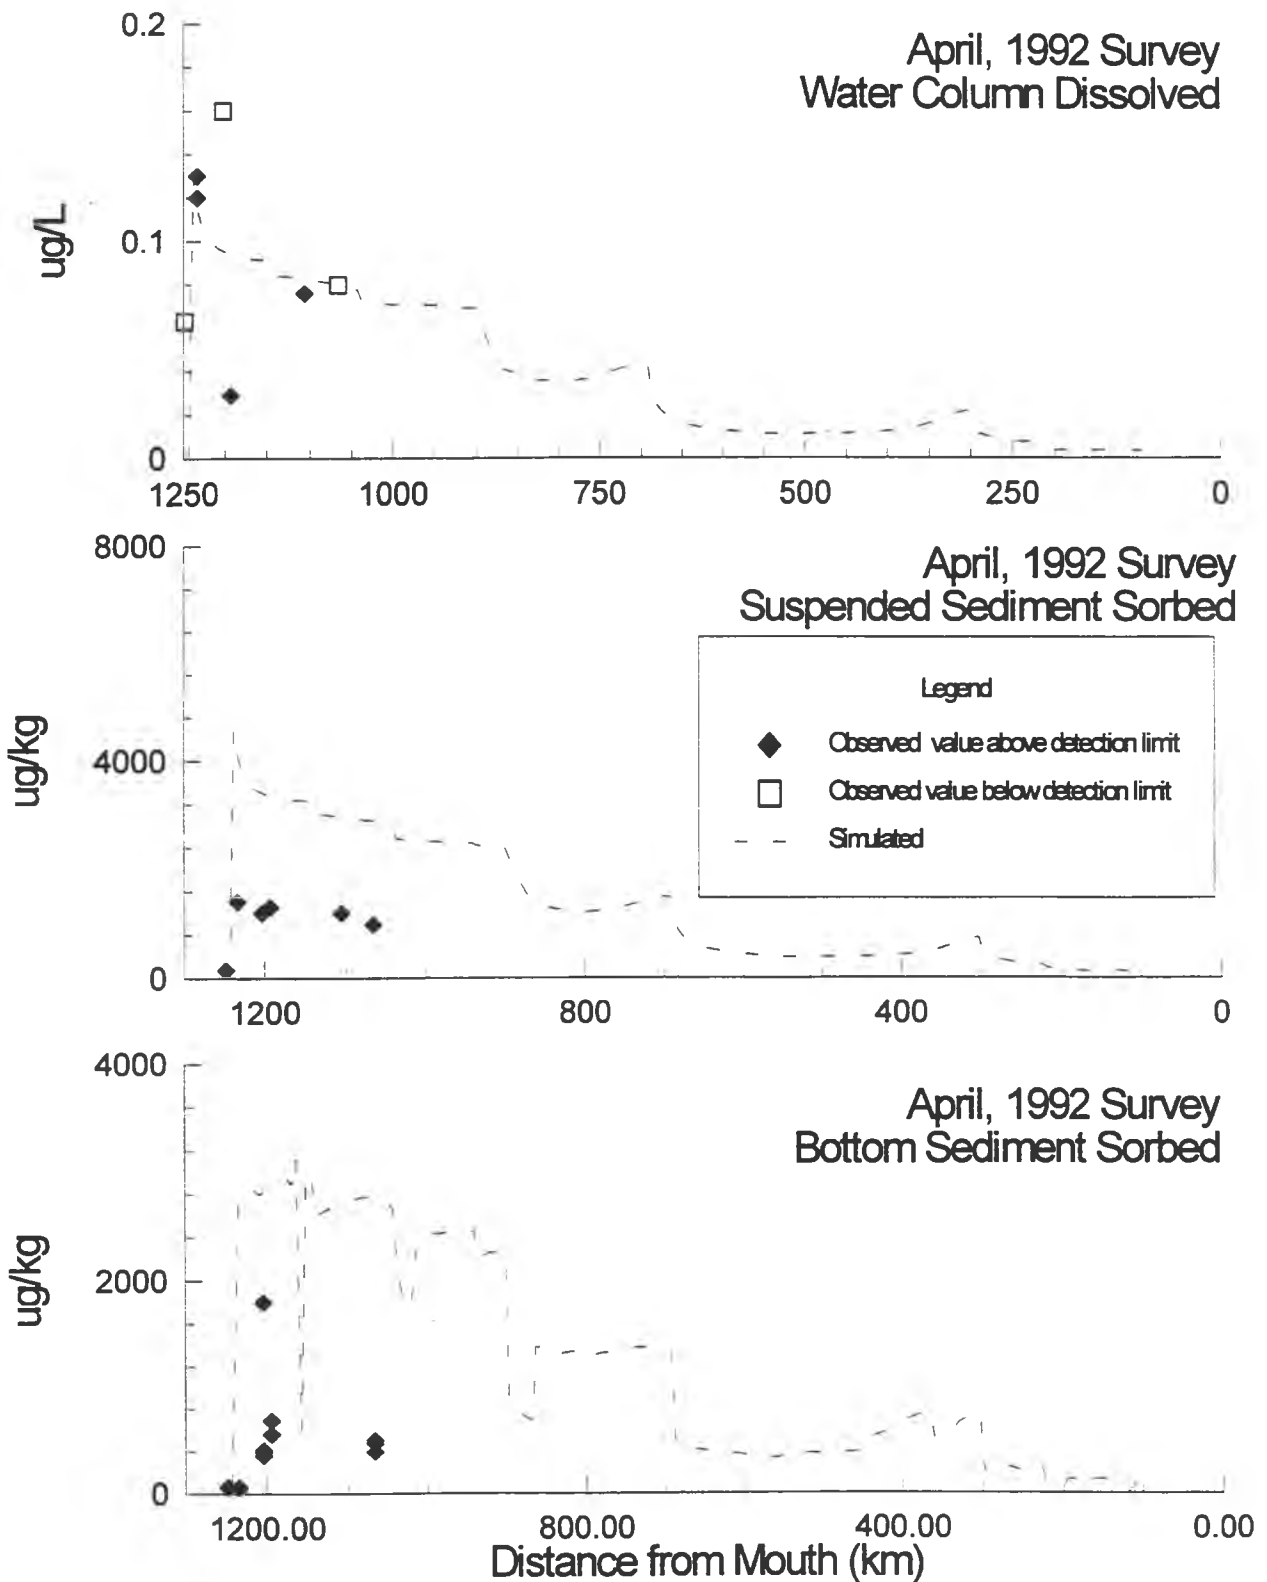 0.2
April, 1992 Survey
Water Column Dissolved
ug/L
0.1
0
1250 1000 750 500 250 0
8000
April, 1992 Survey
Suspended Sediment Sorbed
Legend
ug/kg
4000
Observed value above detection limit
Observed value below detection limit
Simulated
0
1200 800 400 0
4000
April, 1992 Survey
Bottom Sediment Sorbed
ug/kg
2000
0
1200.00 800.00 400.00 0.00
Distance from Mouth (km)